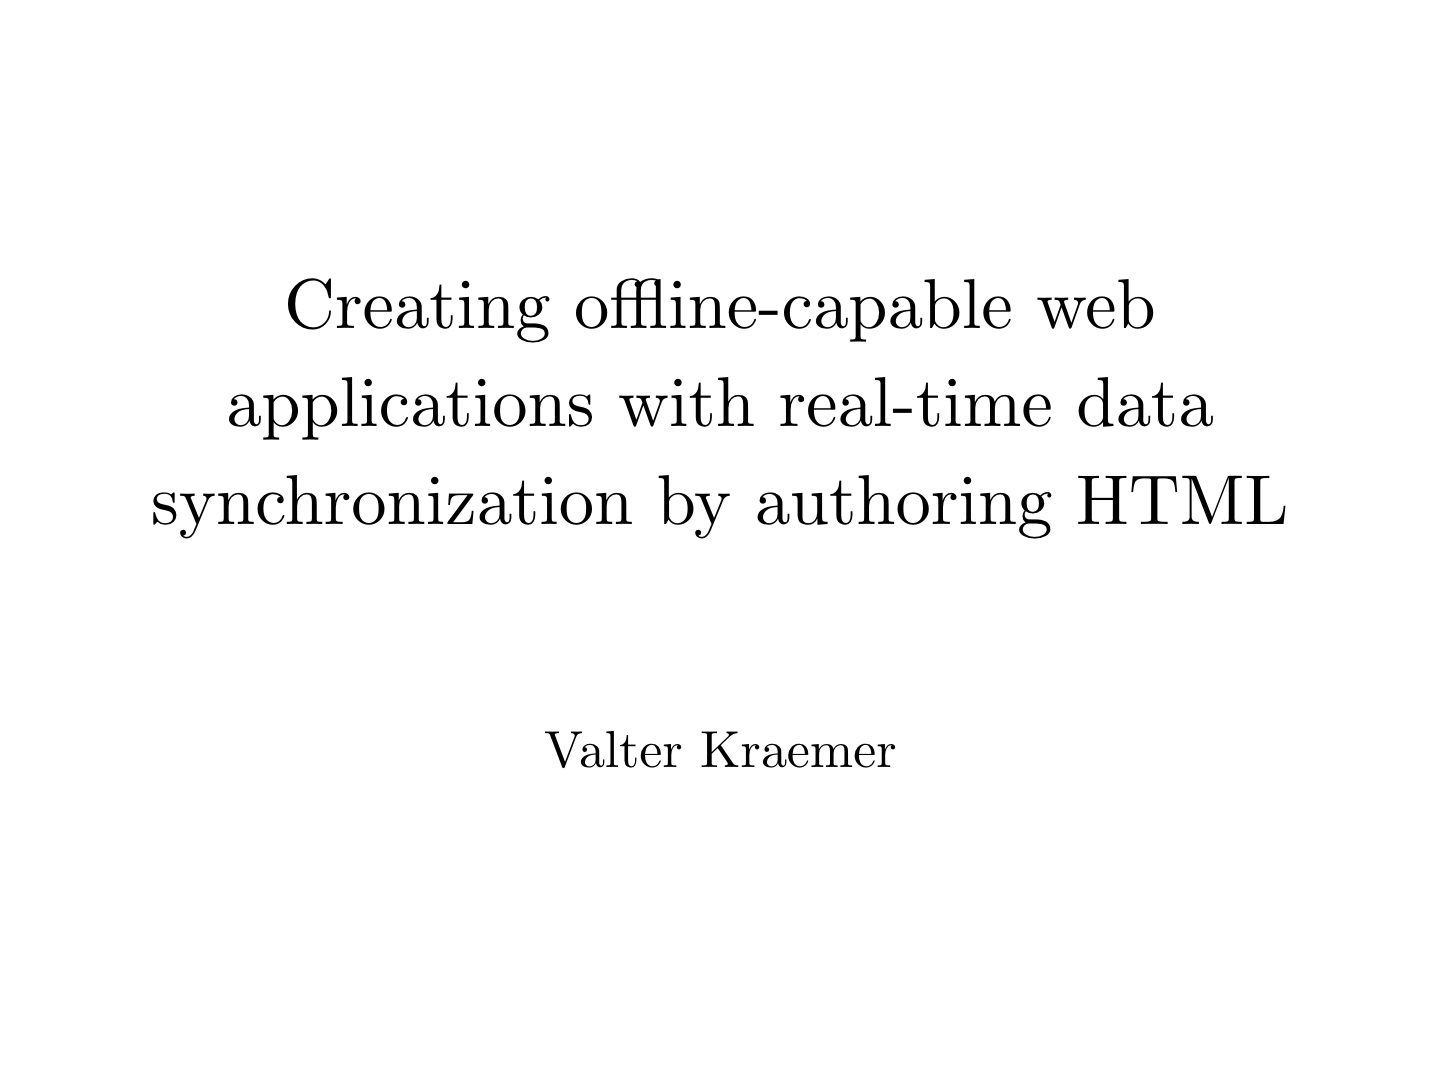 Creating offline-capable web
applications with real-time data
synchronization by authoring HTML
Valter Kraemer